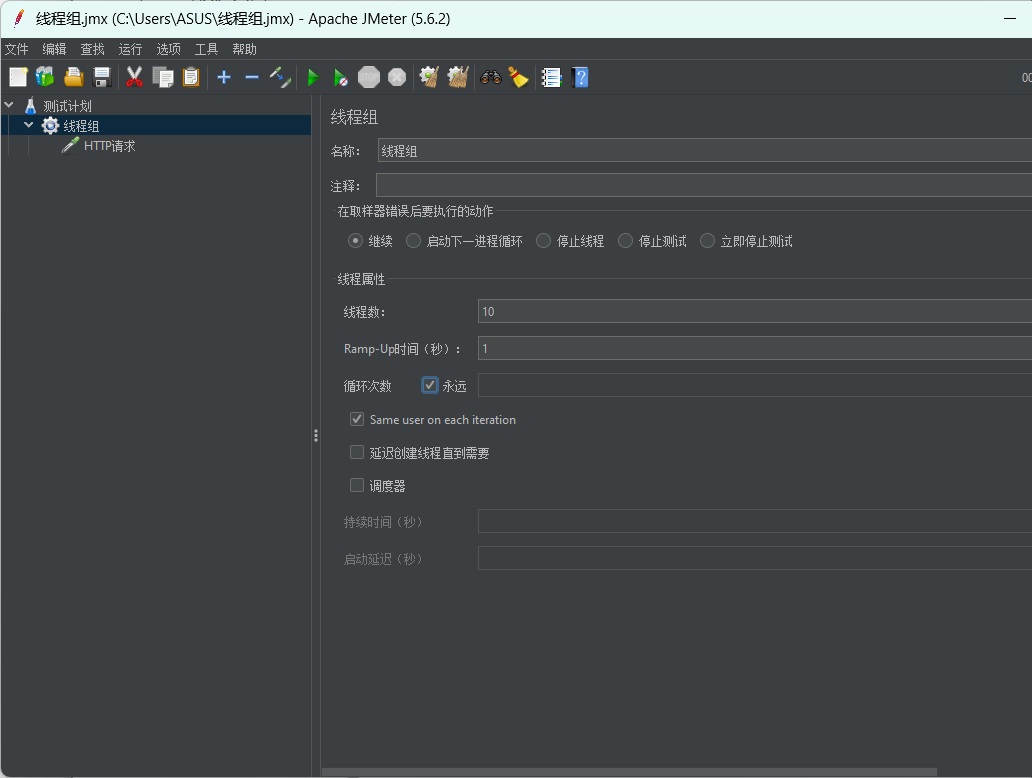 线程组.jmx (C:\Users\ASUS\线程组.jmx) - Apache JMeter (5.6.2)
文件 编辑 查找 运行 选项 工具 帮助
STOP
00
测试计划
线程组
HTTP请求
线程组
名称： 线程组
注释：
在取样器错误后要执行的动作
继续 启动下一进程循环 停止线程 停止测试 立即停止测试
线程属性
线程数： 10
Ramp-Up时间（秒）： 1
循环次数 永远
Same user on each iteration
延迟创建线程直到需要
调度器
持续时间（秒）
启动延迟（秒）